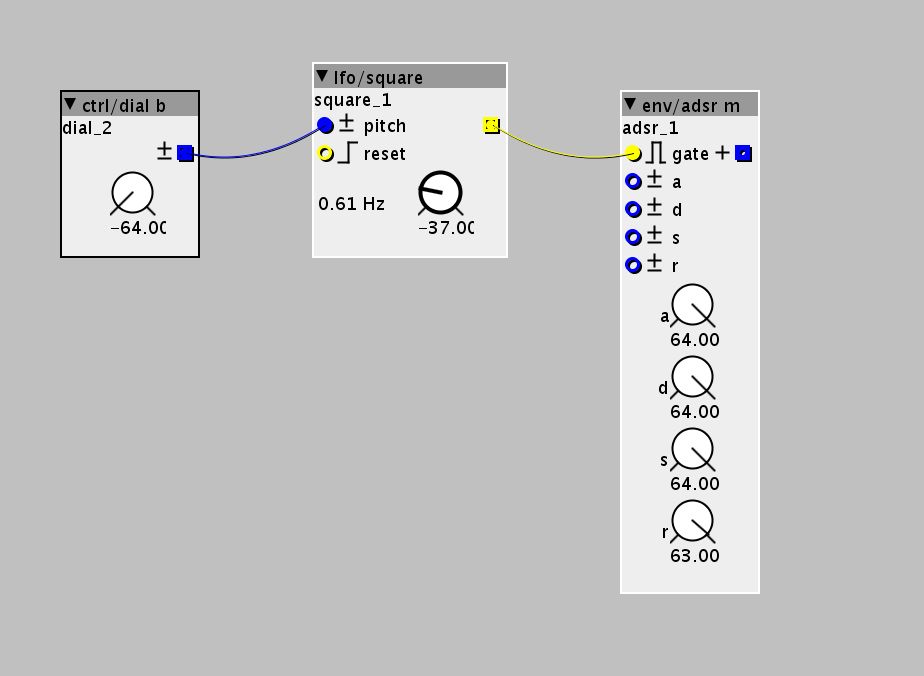 ctrl/dial b
dial_2
±
-64.00
lfo/square
square_1
± pitch
reset
0.61 Hz
-37.00
env/adsr m
adsr_1
gate +
± a
± d
± s
± r
a
64.00
d
64.00
s
64.00
r
63.00